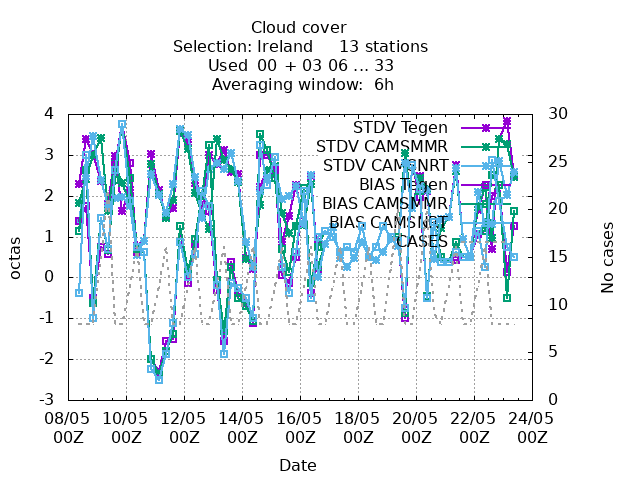 Cloud cover
Selection: Ireland 13 stations
Used 00 + 03 06 ... 33
Averaging window: 6h
4
3
2
1
0
-1
-2
-3
octas
30
25
20
15
10
5
0
No cases
STDV Tegen
STDV CAMSMMR
STDV CAMSNRT
BIAS Tegen
BIAS CAMSMMR
BIAS CAMSNRT
CASES
08/05 10/05 12/05 14/05 16/05 18/05 20/05 22/05 24/05
00Z 00Z 00Z 00Z 00Z 00Z 00Z 00Z 00Z
Date